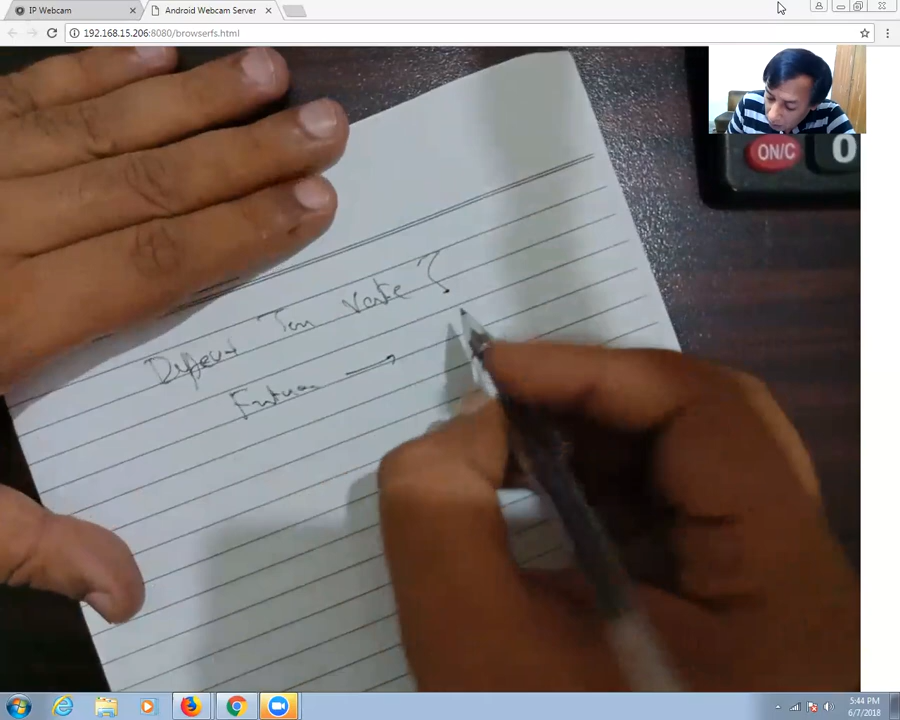 IP Webcam
Android Webcam Server
192.168.15.206:8080/browserfs.html
ON/C
0
Tax
Future →
5:44 PM
6/7/2018